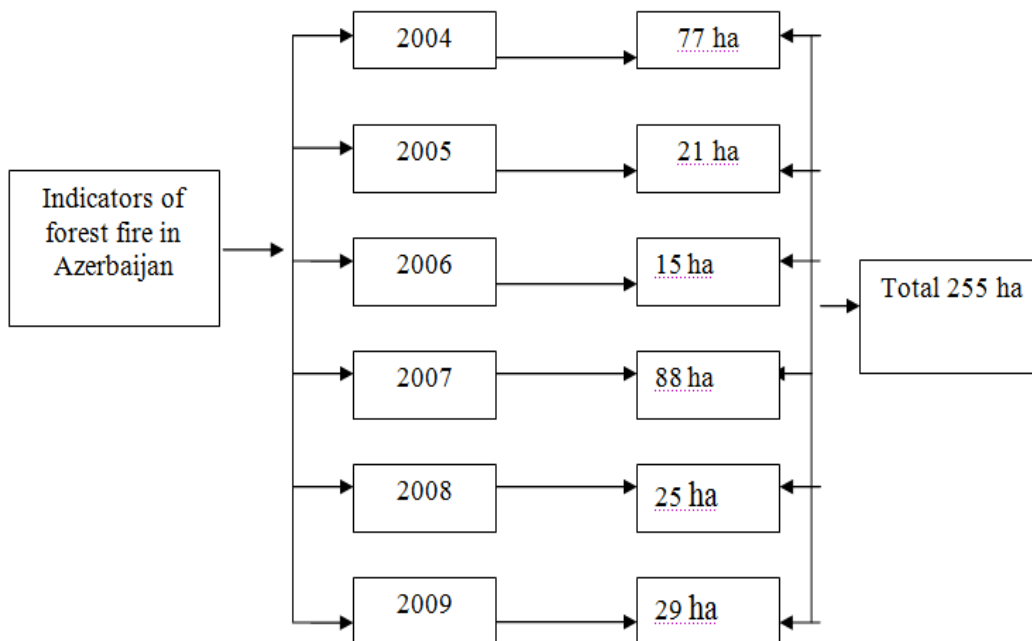 Indicators of
forest fire in
Azerbaijan
2004
77 ha
2005
21 ha
2006
15 ha
2007
88 ha
2008
25 ha
2009
29 ha
Total 255 ha